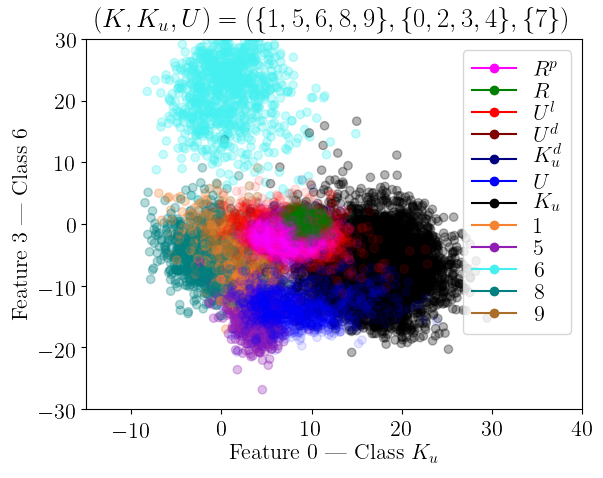 (K, K_u, U) = ({1, 5, 6, 8, 9}, {0, 2, 3, 4}, {7})
30
20
10
0
−10
−20
−30
Feature 3 — Class 6
−10
0
10
20
30
40
Feature 0 — Class K_u
R^p
R
U^l
U^d
K_u^d
U
K_u
1
5
6
8
9